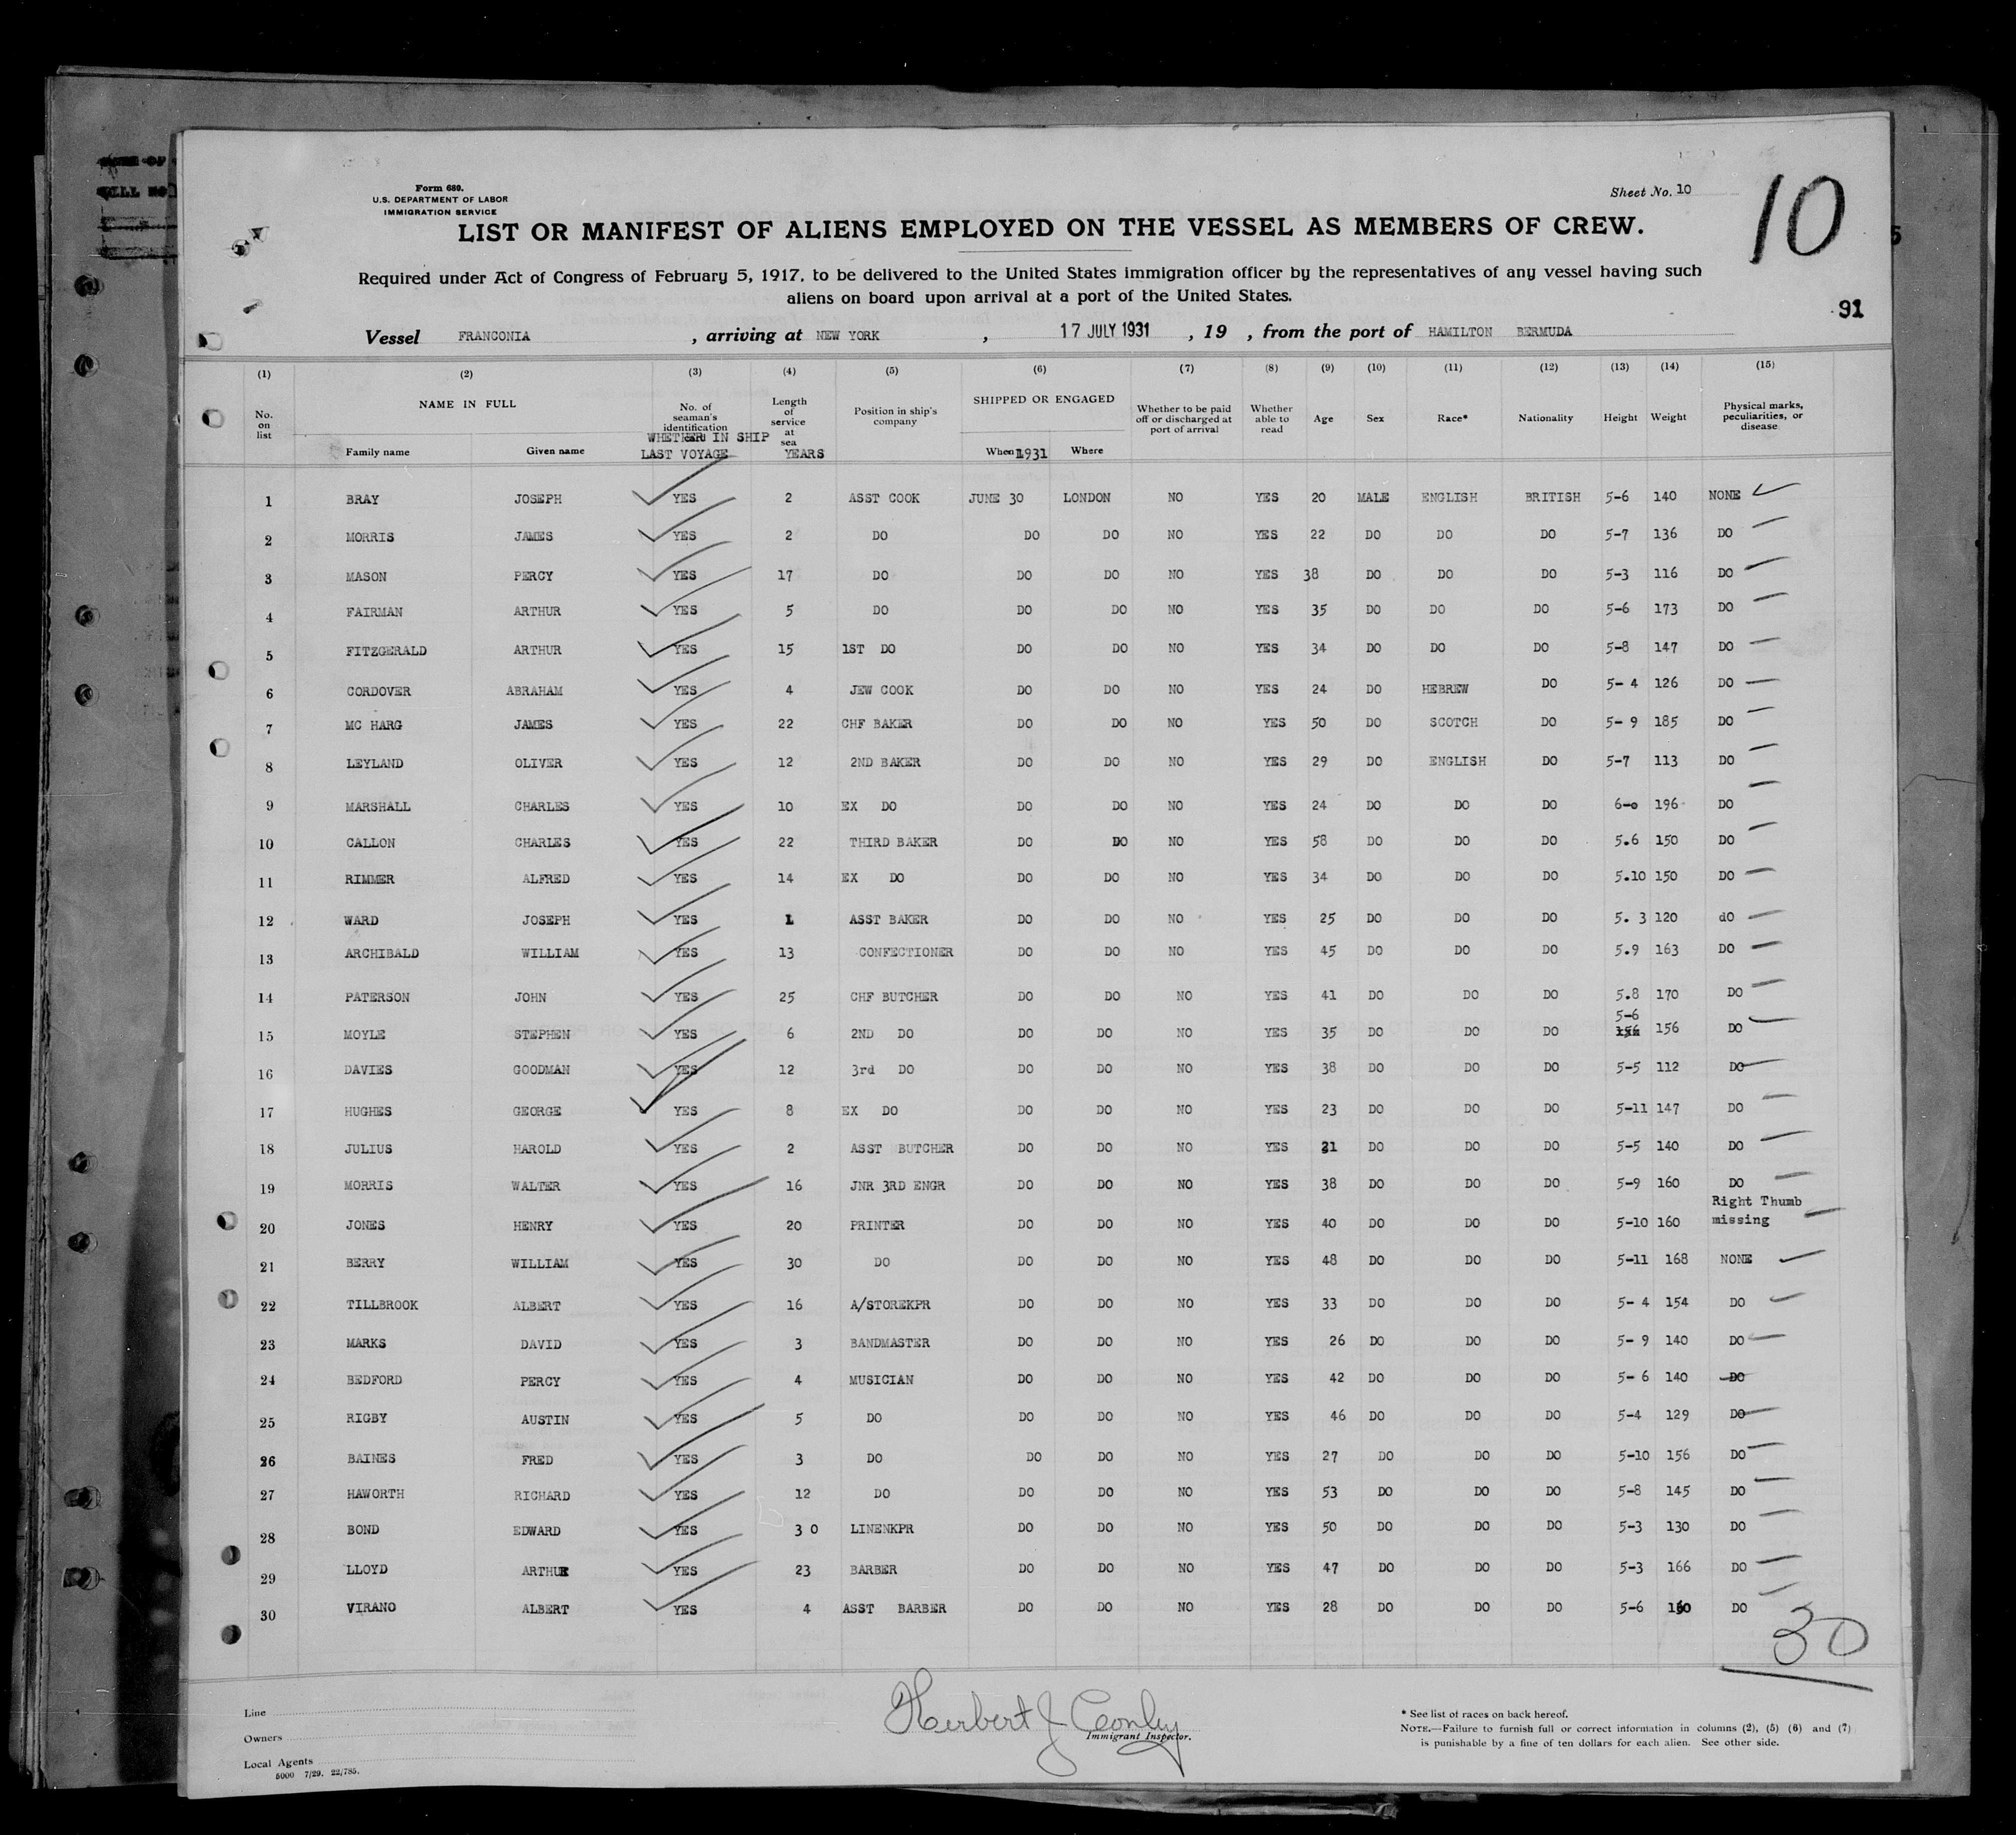 Form 689.
U.S. DEPARTMENT OF LABOR
IMMIGRATION SERVICE
Sheet No. 10
10
LIST OR MANIFEST OF ALIENS EMPLOYED ON THE VESSEL AS MEMBERS OF CREW.
Required under Act of Congress of February 5, 1917, to be delivered to the United States immigration officer by the representatives of any vessel having such
aliens on board upon arrival at a port of the United States.
91
Vessel FRANCONIA , arriving at NEW YORK , 17 JULY 1931 , 19 , from the port of HAMILTON BERMUDA
(1) (2) (3) (4) (5) (6) (7) (8) (9) (10) (11) (12) (13) (14) (15)
No. on list NAME IN FULL Family name Given name No. of seaman's identification WHETHER IN SHIP LAST VOYAGE Length of service at sea YEARS Position in ship's company SHIPPED OR ENGAGED When 1931 Where Whether to be paid off or discharged at port of arrival Whether able to read Age Sex Race* Nationality Height Weight Physical marks, peculiarities, or disease
1 BRAY JOSEPH YES 2 ASST COOK JUNE 30 LONDON NO YES 20 MALE ENGLISH BRITISH 5-6 140 NONE
2 MORRIS JAMES YES 2 DO DO DO NO YES 22 DO DO DO 5-7 136 DO
3 MASON PERCY YES 17 DO DO DO NO YES 38 DO DO DO 5-3 116 DO
4 FAIRMAN ARTHUR YES 5 DO DO DO NO YES 35 DO DO DO 5-6 173 DO
5 FITZGERALD ARTHUR YES 15 1ST DO DO DO NO YES 34 DO DO DO 5-8 147 DO
6 CORDOVER ABRAHAM YES 4 JEW COOK DO DO NO YES 24 DO HEBREW DO 5- 4 126 DO
7 MC HARG JAMES YES 22 CHF BAKER DO DO NO YES 50 DO SCOTCH DO 5- 9 185 DO
8 LEYLAND OLIVER YES 12 2ND BAKER DO DO NO YES 29 DO ENGLISH DO 5-7 113 DO
9 MARSHALL CHARLES YES 10 EX DO DO DO NO YES 24 DO DO DO 6-0 196 DO
10 CALLON CHARLES YES 22 THIRD BAKER DO DO NO YES 58 DO DO DO 5.6 150 DO
11 RIMMER ALFRED YES 14 EX DO DO DO NO YES 34 DO DO DO 5.10 150 DO
12 WARD JOSEPH YES 1 ASST BAKER DO DO NO YES 25 DO DO DO 5. 3 120 dO
13 ARCHIBALD WILLIAM YES 13 CONFECTIONER DO DO NO YES 45 DO DO DO 5.9 163 DO
14 PATERSON JOHN YES 25 CHF BUTCHER DO DO NO YES 41 DO DO DO 5.8 170 DO
15 MOYLE STEPHEN YES 6 2ND DO DO DO NO YES 35 DO DO DO 5-6 156 156 DO
16 DAVIES GOODMAN YES 12 3rd DO DO DO NO YES 38 DO DO DO 5-5 112 DO
17 HUGHES GEORGE YES 8 EX DO DO DO NO YES 23 DO DO DO 5-11 147 DO
18 JULIUS HAROLD YES 2 ASST BUTCHER DO DO NO YES DO DO DO 5-5 140 DO
19 MORRIS WALTER YES 16 JNR 3RD ENGR DO DO NO YES 38 DO DO DO 5-9 160 DO
20 JONES HENRY YES 20 PRINTER DO DO NO YES 40 DO DO DO 5-10 160 Right Thumb missing
21 BERRY WILLIAM YES 30 DO DO DO NO YES 48 DO DO DO 5-11 168 NONE
22 TILLBROOK ALBERT YES 16 A/STOREKPR DO DO NO YES 33 DO DO DO 5- 4 154 DO
23 MARKS DAVID YES 3 BANDMASTER DO DO NO YES 26 DO DO DO 5- 9 140 DO
24 BEDFORD PERCY YES 4 MUSICIAN DO DO NO YES 42 DO DO DO 5- 6 140 DO
25 RIGBY AUSTIN YES 5 DO DO DO NO YES 46 DO DO DO 5-4 129 DO
26 BAINES FRED YES 3 DO DO DO NO YES 27 DO DO DO 5-10 156 DO
27 HAWORTH RICHARD YES 12 DO DO DO NO YES 53 DO DO DO 5-8 145 DO
28 BOND EDWARD YES 3 0 LINENKPR DO DO NO YES 50 DO DO DO 5-3 130 DO
29 LLOYD ARTHUR YES 23 BARBER DO DO NO YES 47 DO DO DO 5-3 166 DO
30 VIRANO ALBERT YES 4 ASST BARBER DO DO NO YES 28 DO DO DO 5-6 DO
30
Line
Owners
Local Agents
5000 7/29. 22/785.
Herbert J Conley
Immigrant Inspector.
* See list of races on back hereof.
NOTE.—Failure to furnish full or correct information in columns (2), (5) (6) and (7)
is punishable by a fine of ten dollars for each alien. See other side.